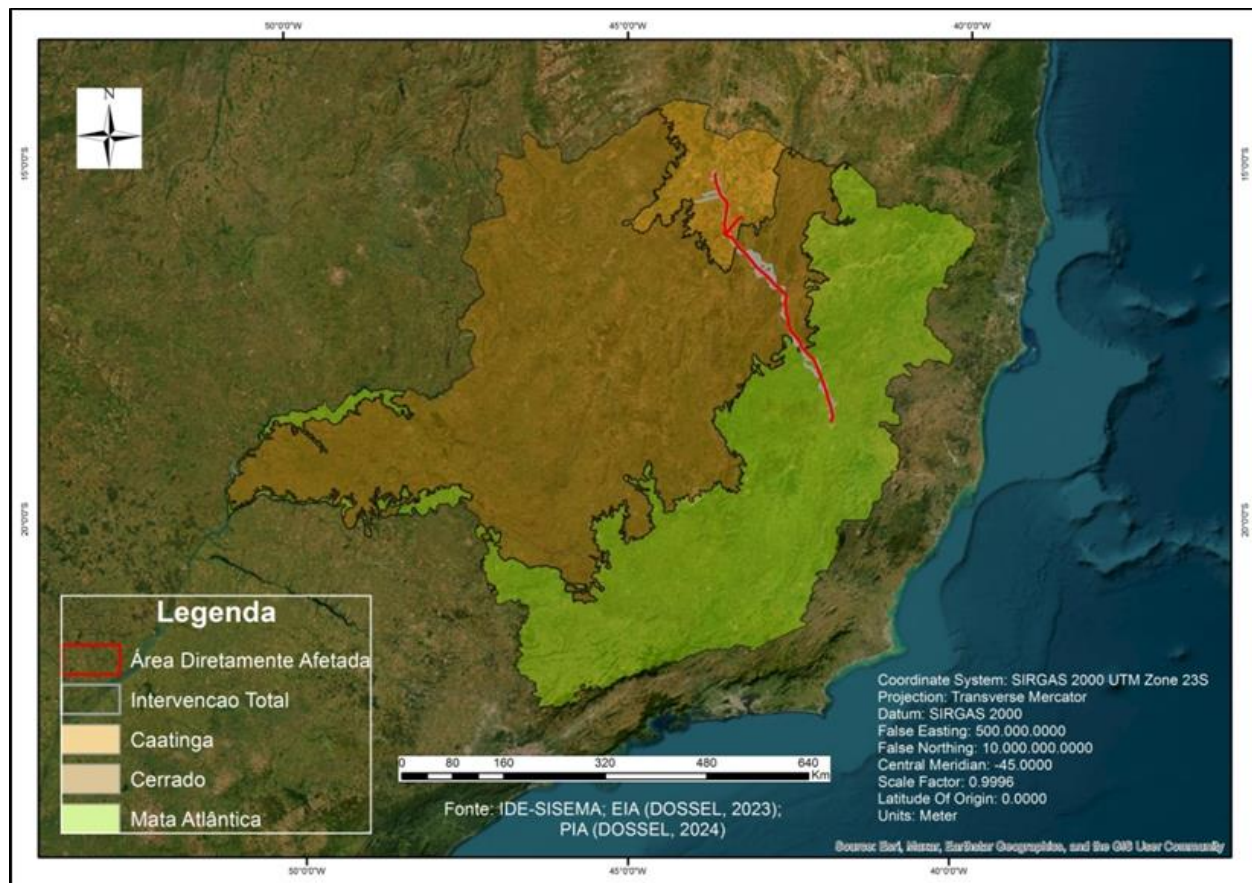 50°0'0"W
45°0'0"W
40°0'0"W
N
15°0'0"S
15°0'0"S
20°0'0"S
20°0'0"S
Legenda
Área Diretamente Afetada
Intervencao Total
Caatinga
Cerrado
Mata Atlântica
0 80 160 320 480 640
Km
Fonte: IDE-SISEMA; EIA (DOSSEL, 2023);
PIA (DOSSEL, 2024)
Coordinate System: SIRGAS 2000 UTM Zone 23S
Projection: Transverse Mercator
Datum: SIRGAS 2000
False Easting: 500.000.0000
False Northing: 10.000.000.0000
Central Meridian: -45.0000
Scale Factor: 0.9996
Latitude Of Origin: 0.0000
Units: Meter
Source: Esri, Maxar, Earthstar Geographics, and the GIS User Community
50°0'0"W
45°0'0"W
40°0'0"W